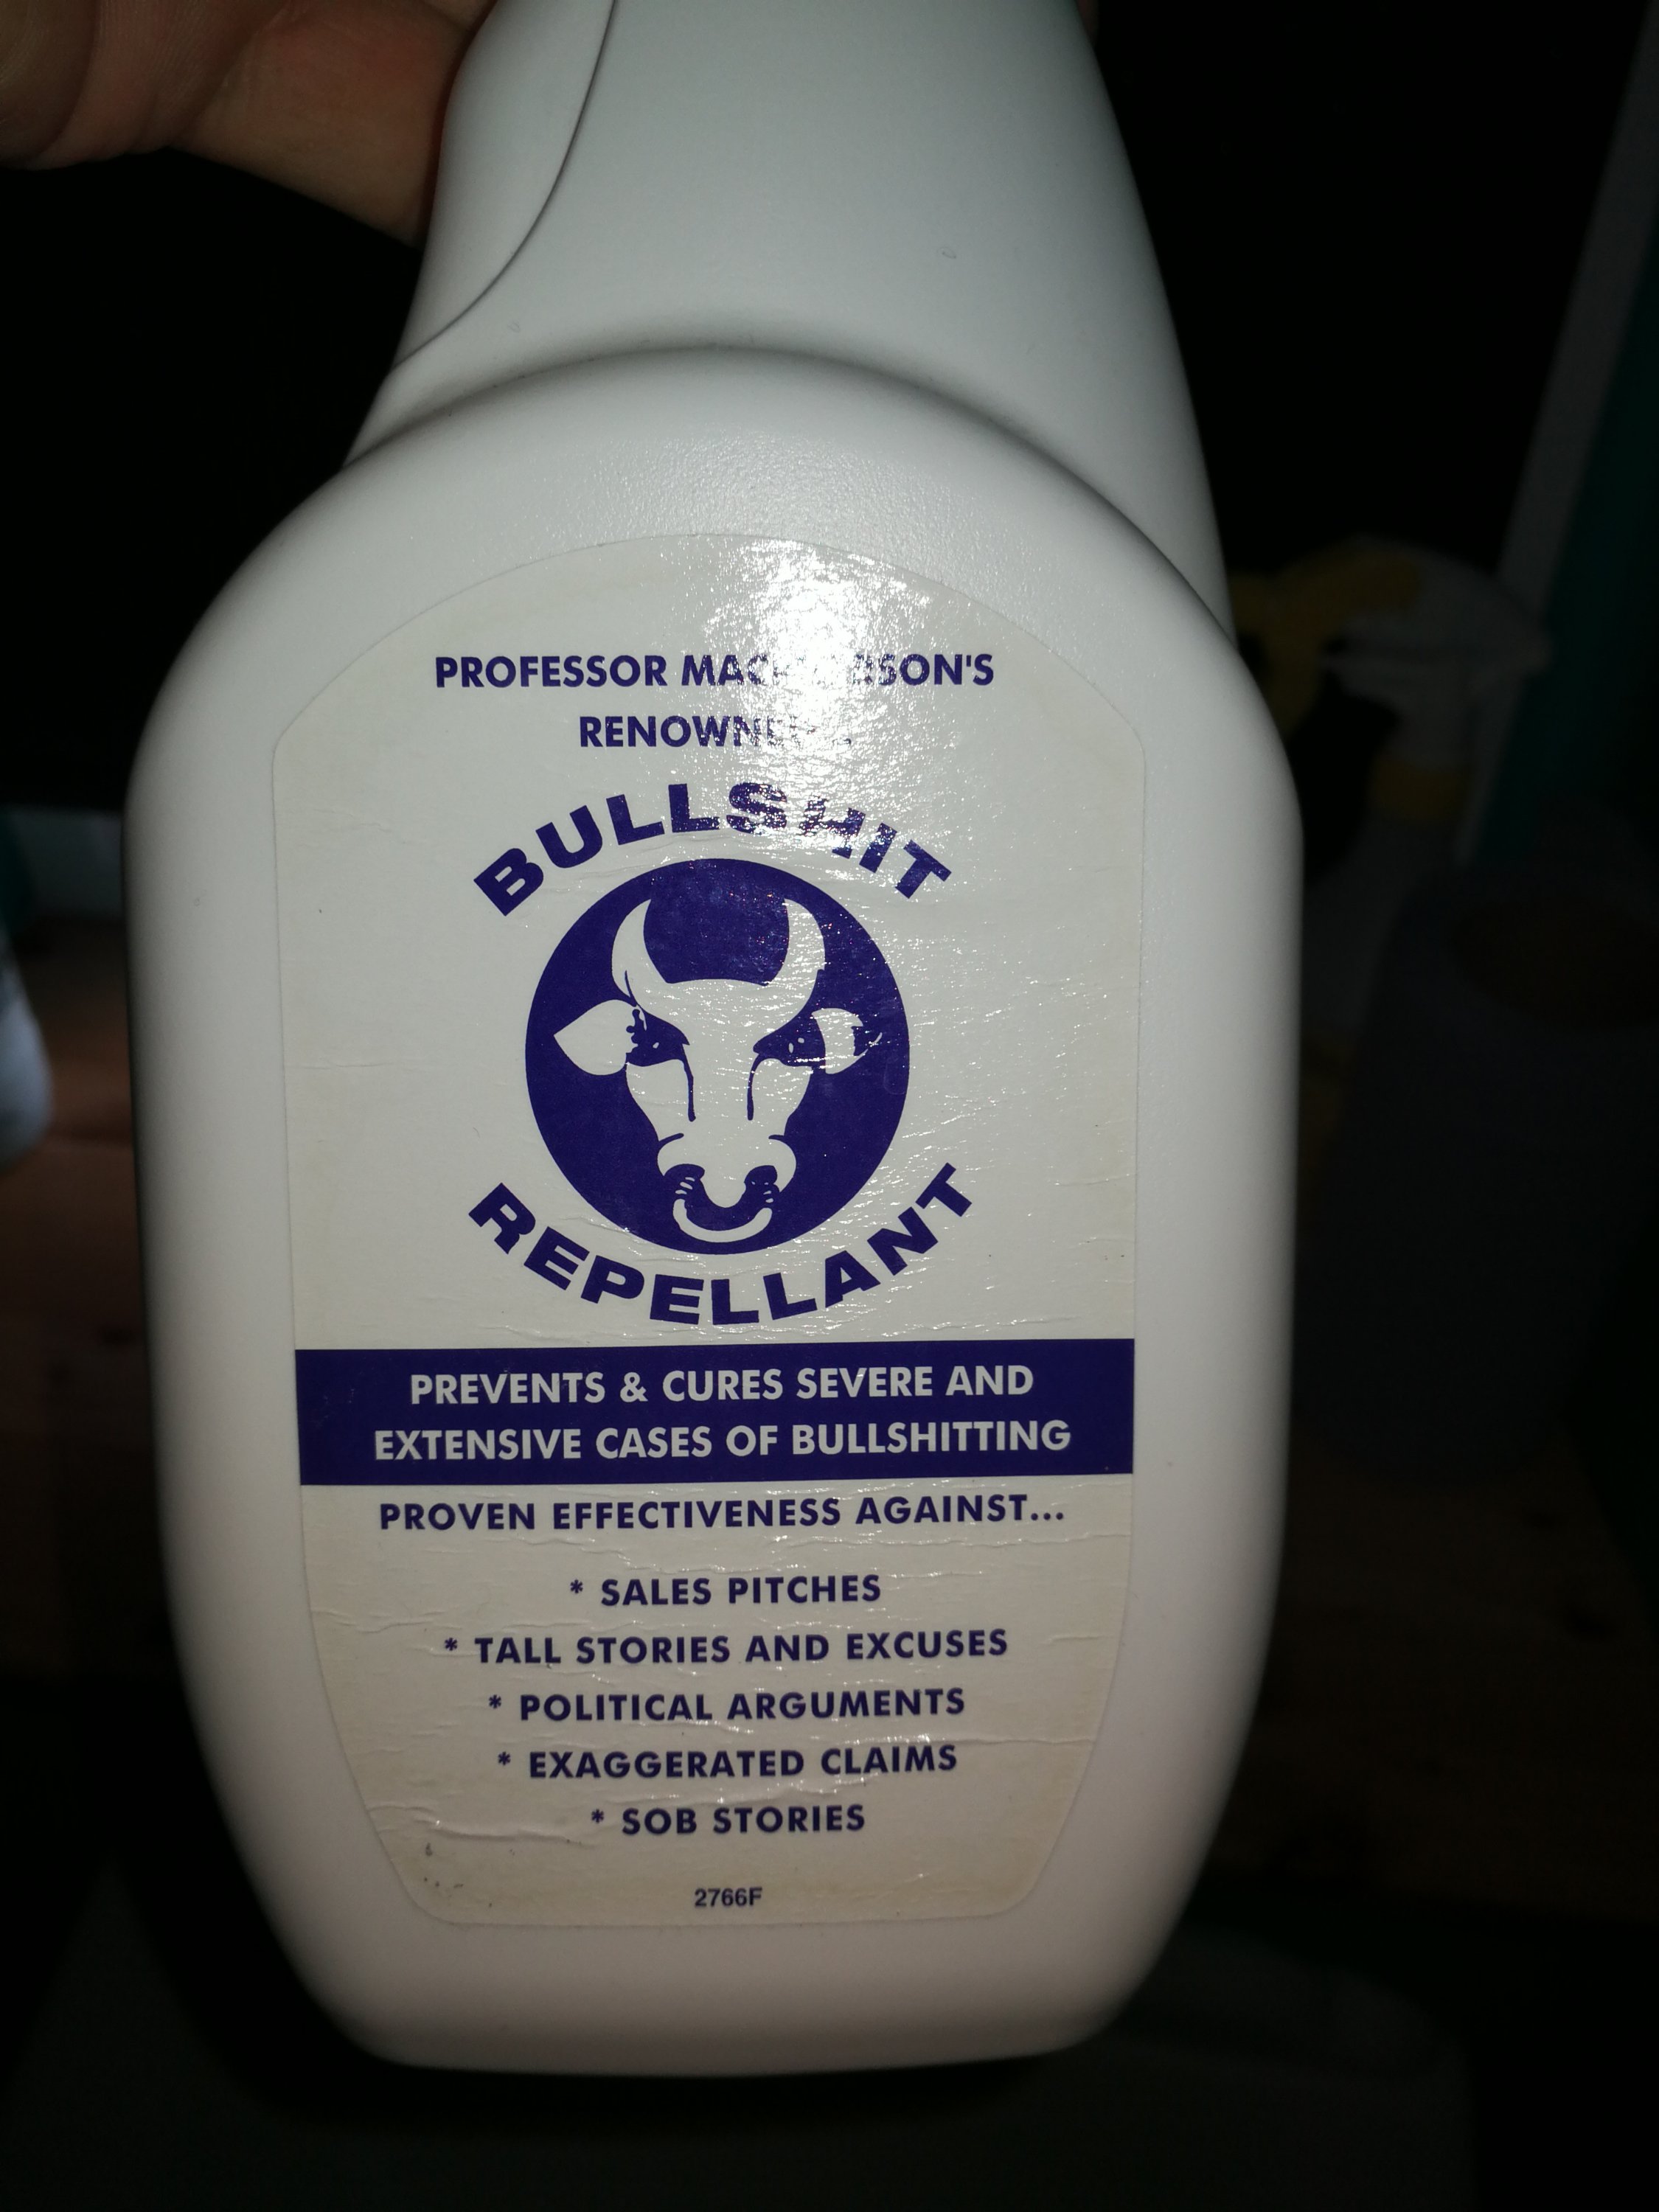 PROFESSOR
BULLSHIT
REPELLANT
PREVENTS & CURES SEVERE AND
EXTENSIVE CASES OF BULLSHITTING
PROVEN EFFECTIVENESS AGAINST...
* SALES PITCHES
* TALL STORIES AND EXCUSES
* POLITICAL ARGUMENTS
* EXAGGERATED CLAIMS
* SOB STORIES
2766F